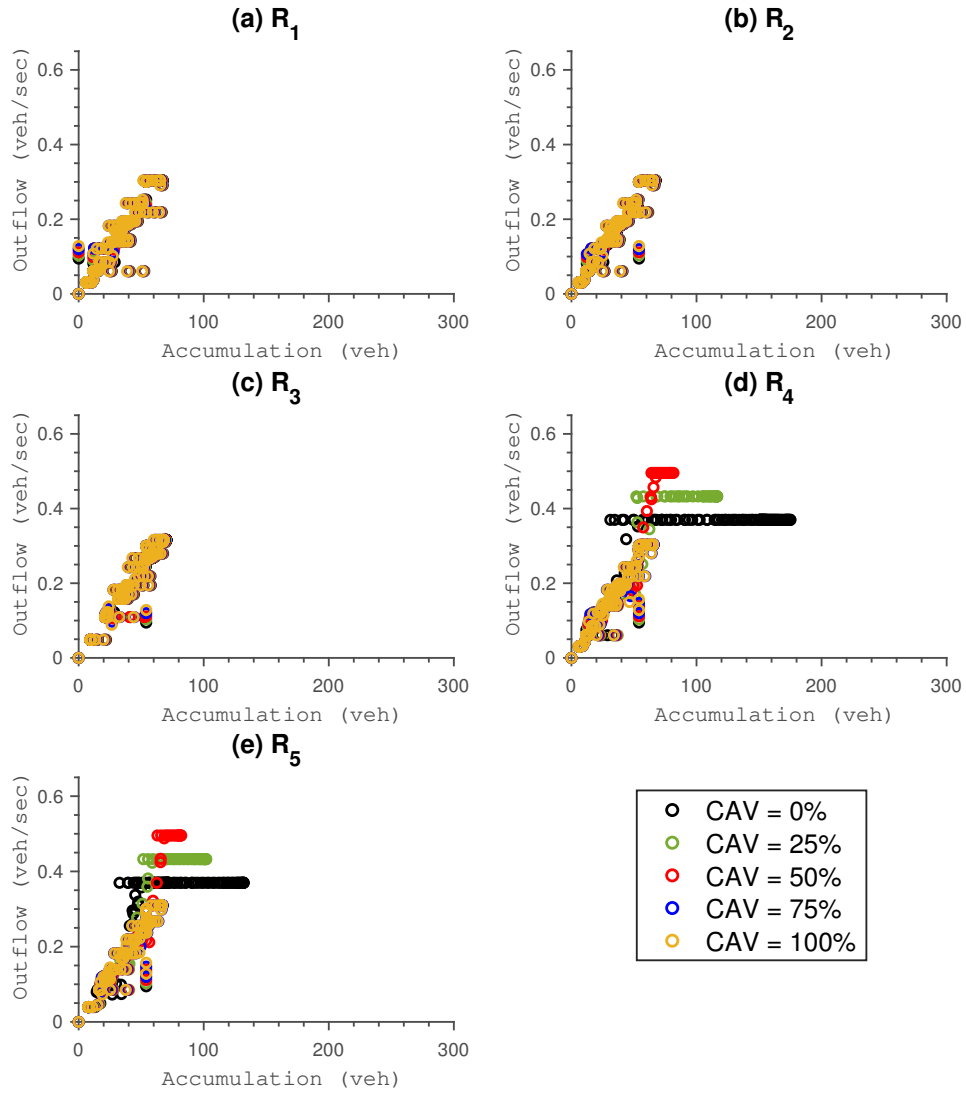 (a) R1
(b) R2
Outflow (veh/sec)
0.6
0.4
0.2
0
0 100 200 300
Accumulation (veh)
Outflow (veh/sec)
0.6
0.4
0.2
0
0 100 200 300
Accumulation (veh)
(c) R3
(d) R4
Outflow (veh/sec)
0.6
0.4
0.2
0
0 100 200 300
Accumulation (veh)
Outflow (veh/sec)
0.6
0.4
0.2
0
0 100 200 300
Accumulation (veh)
(e) R5
Outflow (veh/sec)
0.6
0.4
0.2
0
0 100 200 300
Accumulation (veh)
CAV = 0%
CAV = 25%
CAV = 50%
CAV = 75%
CAV = 100%